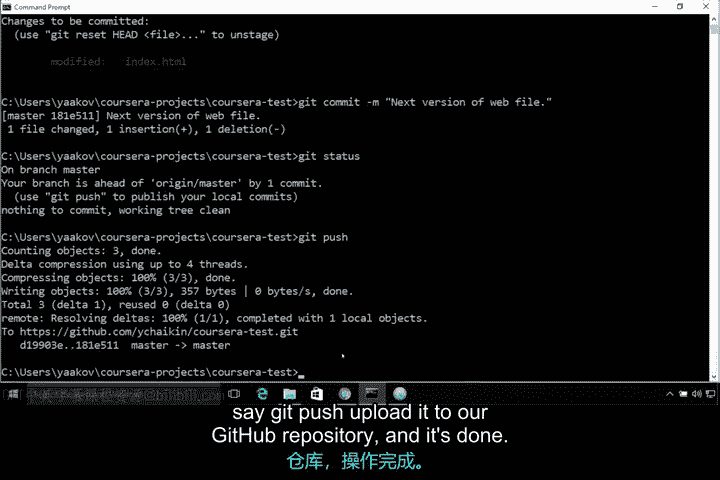 Command Prompt
Changes to be committed:
(use "git reset HEAD <file>..." to unstage)
modified: index.html
C:\Users\yaakov\coursera-projects\coursera-test>git commit -m "Next version of web file."
[master 181e511] Next version of web file.
1 file changed, 1 insertion(+), 1 deletion(-)
C:\Users\yaakov\coursera-projects\coursera-test>git status
On branch master
Your branch is ahead of 'origin/master' by 1 commit.
(use "git push" to publish your local commits)
nothing to commit, working tree clean
C:\Users\yaakov\coursera-projects\coursera-test>git push
Counting objects: 3, done.
Delta compression using up to 4 threads.
Compressing objects: 100% (3/3), done.
Writing objects: 100% (3/3), 357 bytes | 0 bytes/s, done.
Total 3 (delta 1), reused 0 (delta 0)
remote: Resolving deltas: 100% (1/1), completed with 1 local objects.
To https://github.com/ychaikin/coursera-test.git
d19903e..181e511 master -> master
C:\Users\yaakov\coursera-projects\coursera-test>
say git push upload it to our
GitHub repository, and it's done.
仓库，操作完成。